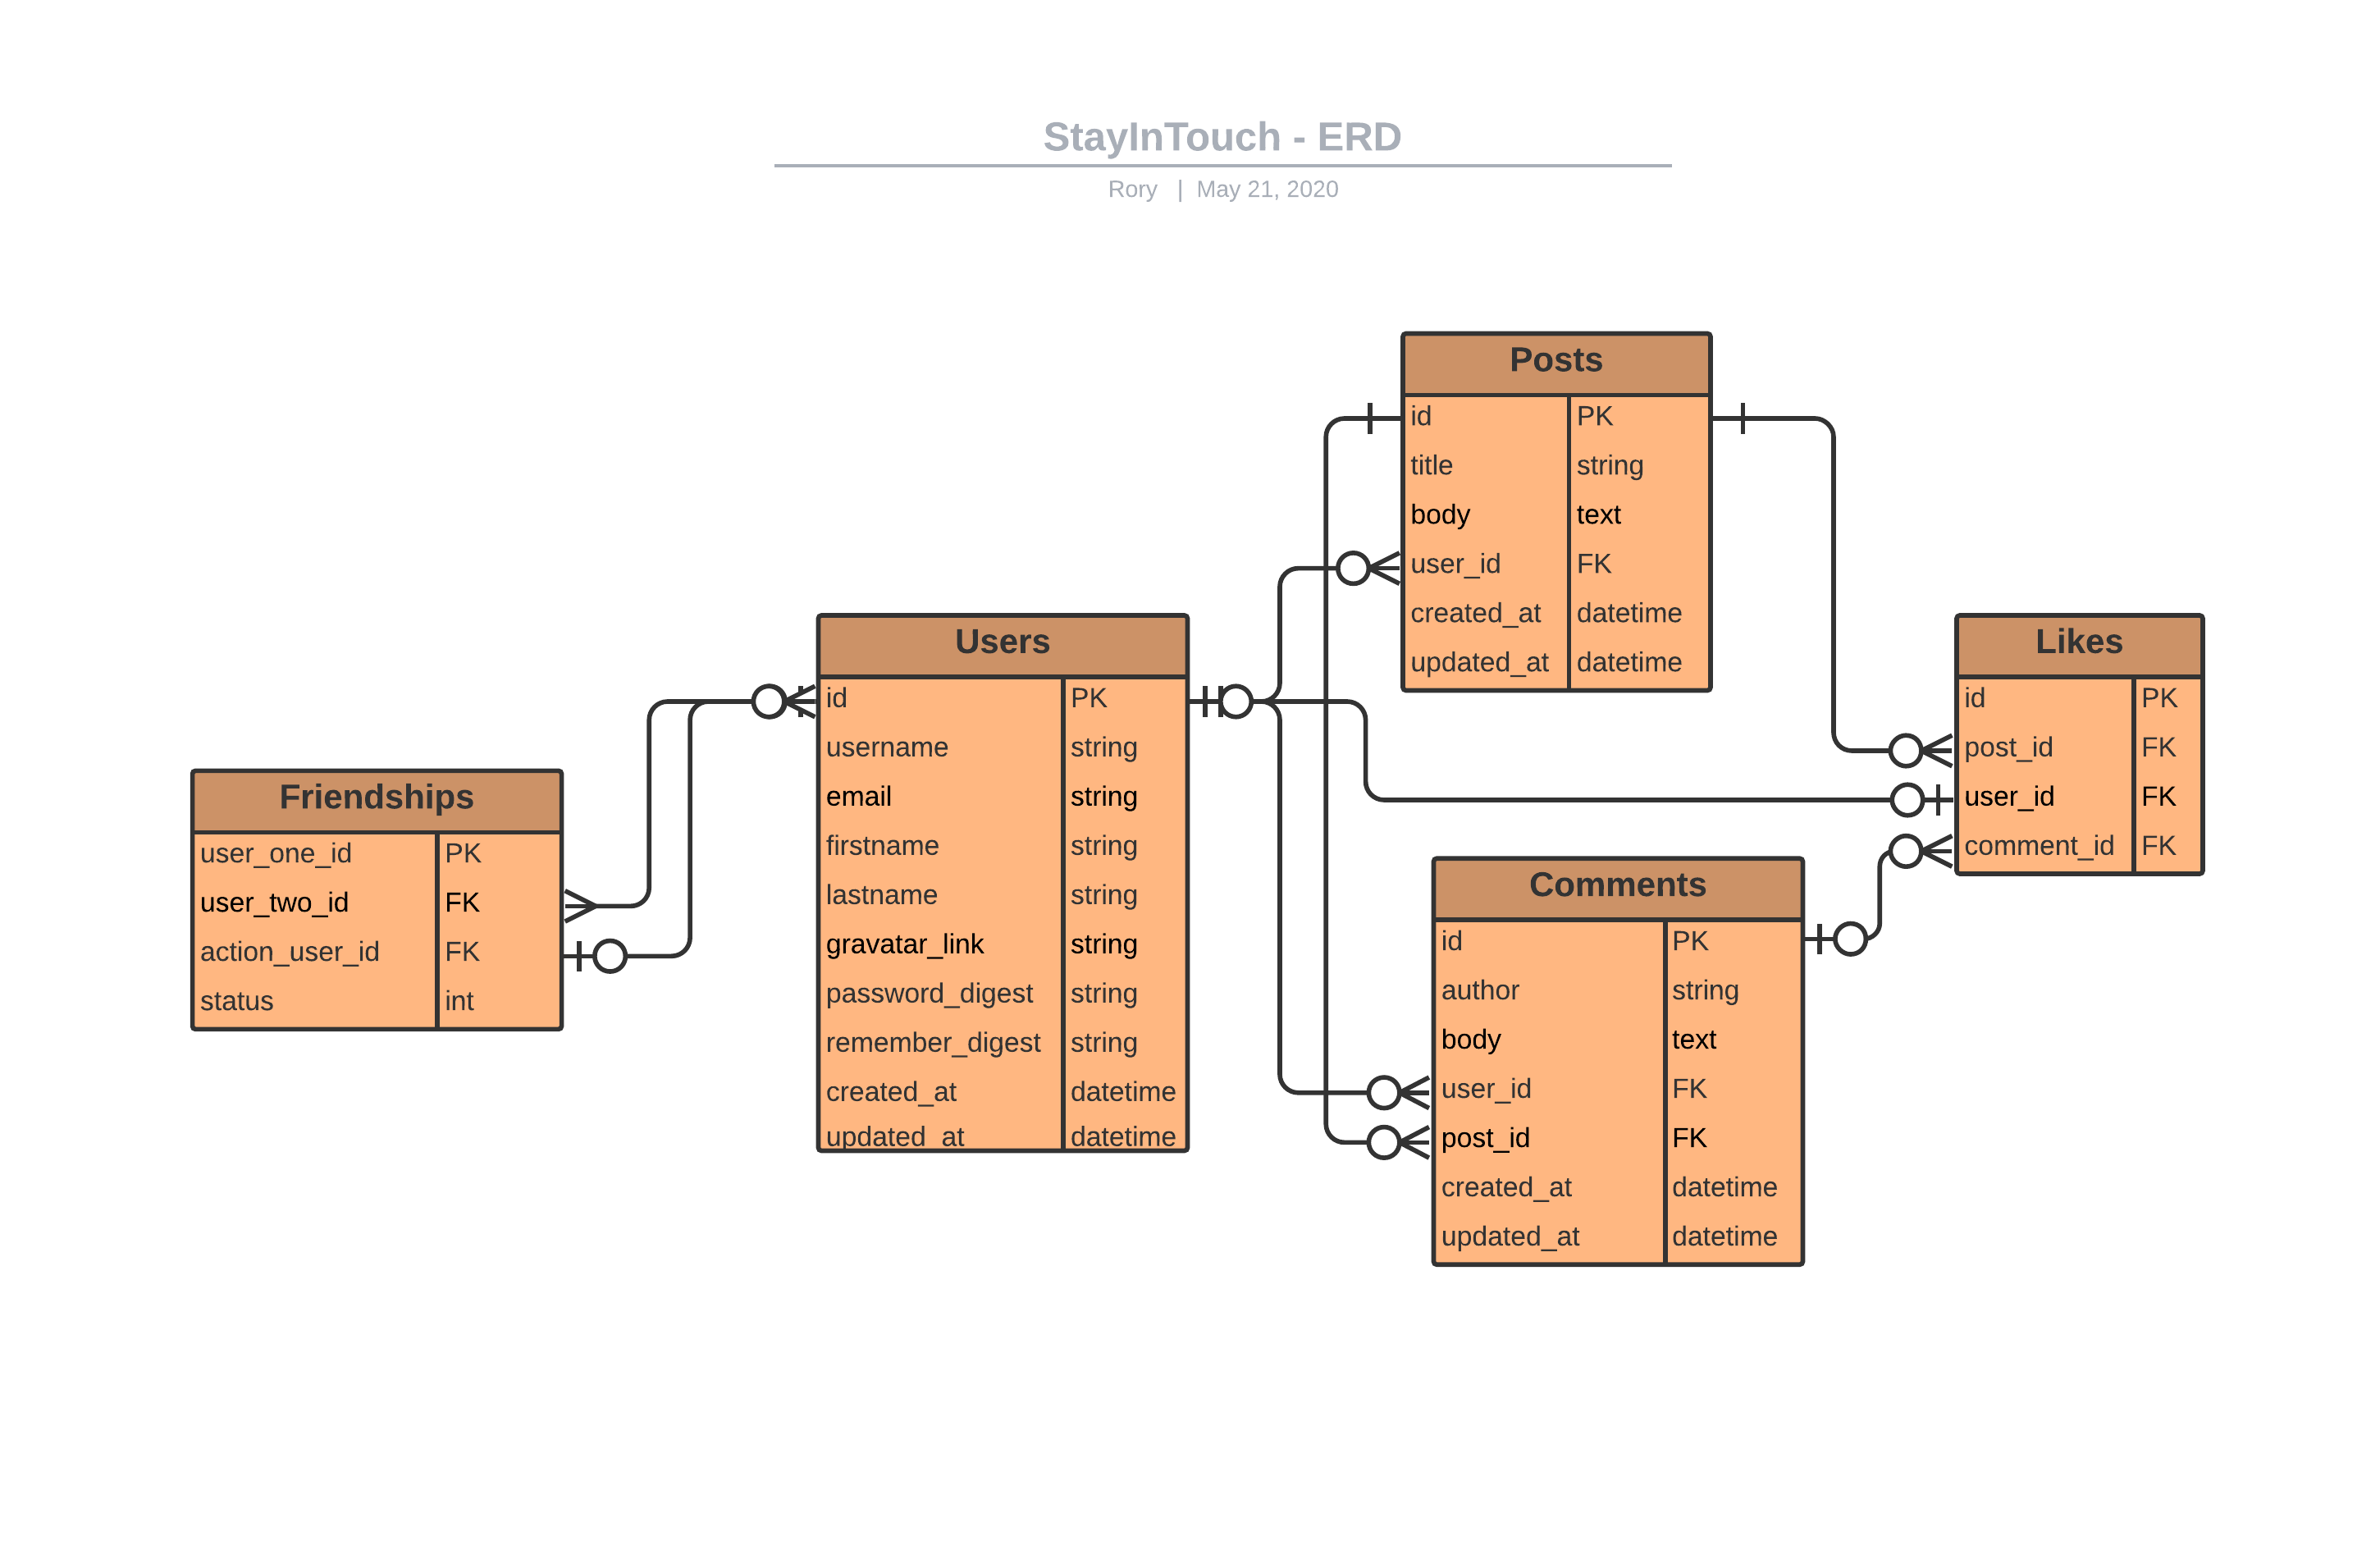 StayInTouch - ERD
Rory | May 21, 2020
Posts
id PK
title string
body text
user_id FK
created_at datetime
updated_at datetime
Users
id PK
username string
email string
firstname string
lastname string
gravatar_link string
password_digest string
remember_digest string
created_at datetime
updated_at datetime
Likes
id PK
post_id FK
user_id FK
comment_id FK
Friendships
user_one_id PK
user_two_id FK
action_user_id FK
status int
Comments
id PK
author string
body text
user_id FK
post_id FK
created_at datetime
updated_at datetime